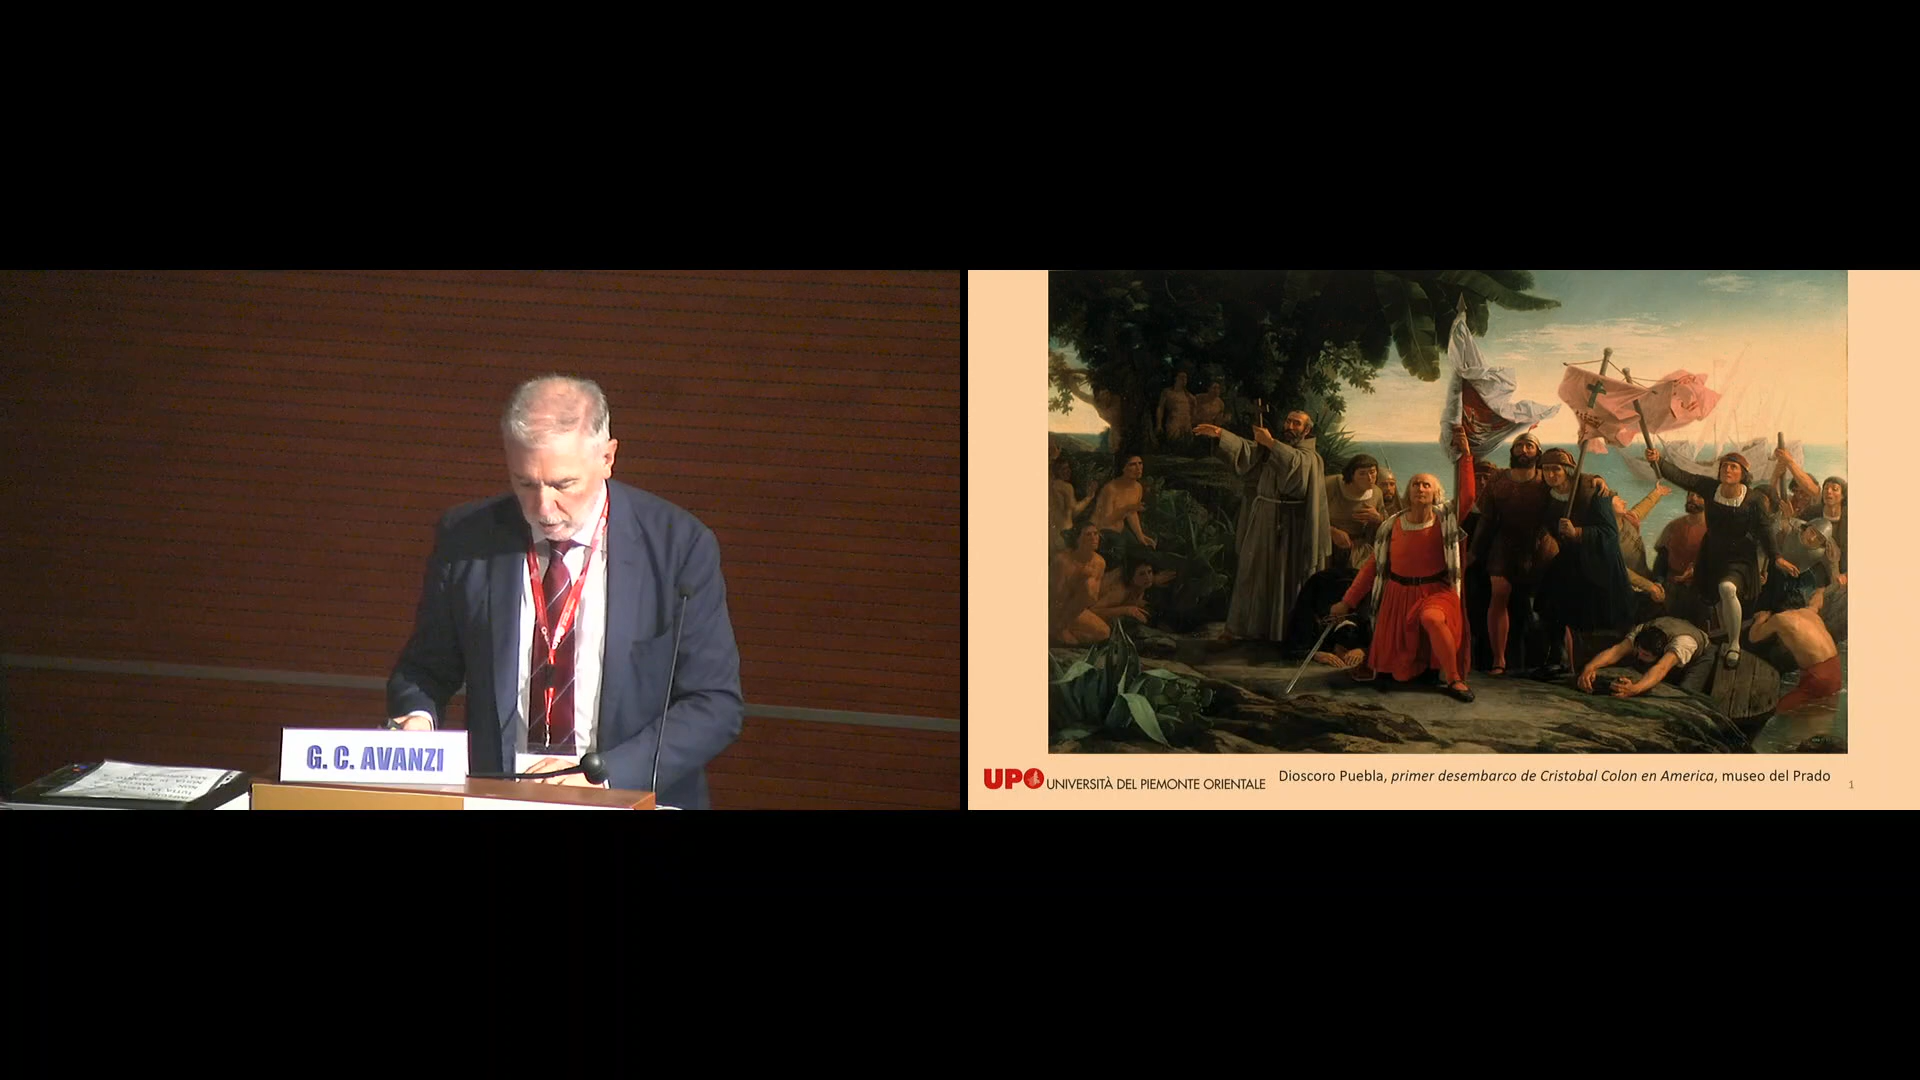 G. C. AVANZI
UPO UNIVERSITÀ DEL PIEMONTE ORIENTALE
Dioscoro Puebla, primer desembarco de Cristobal Colon en America, museo del Prado
1